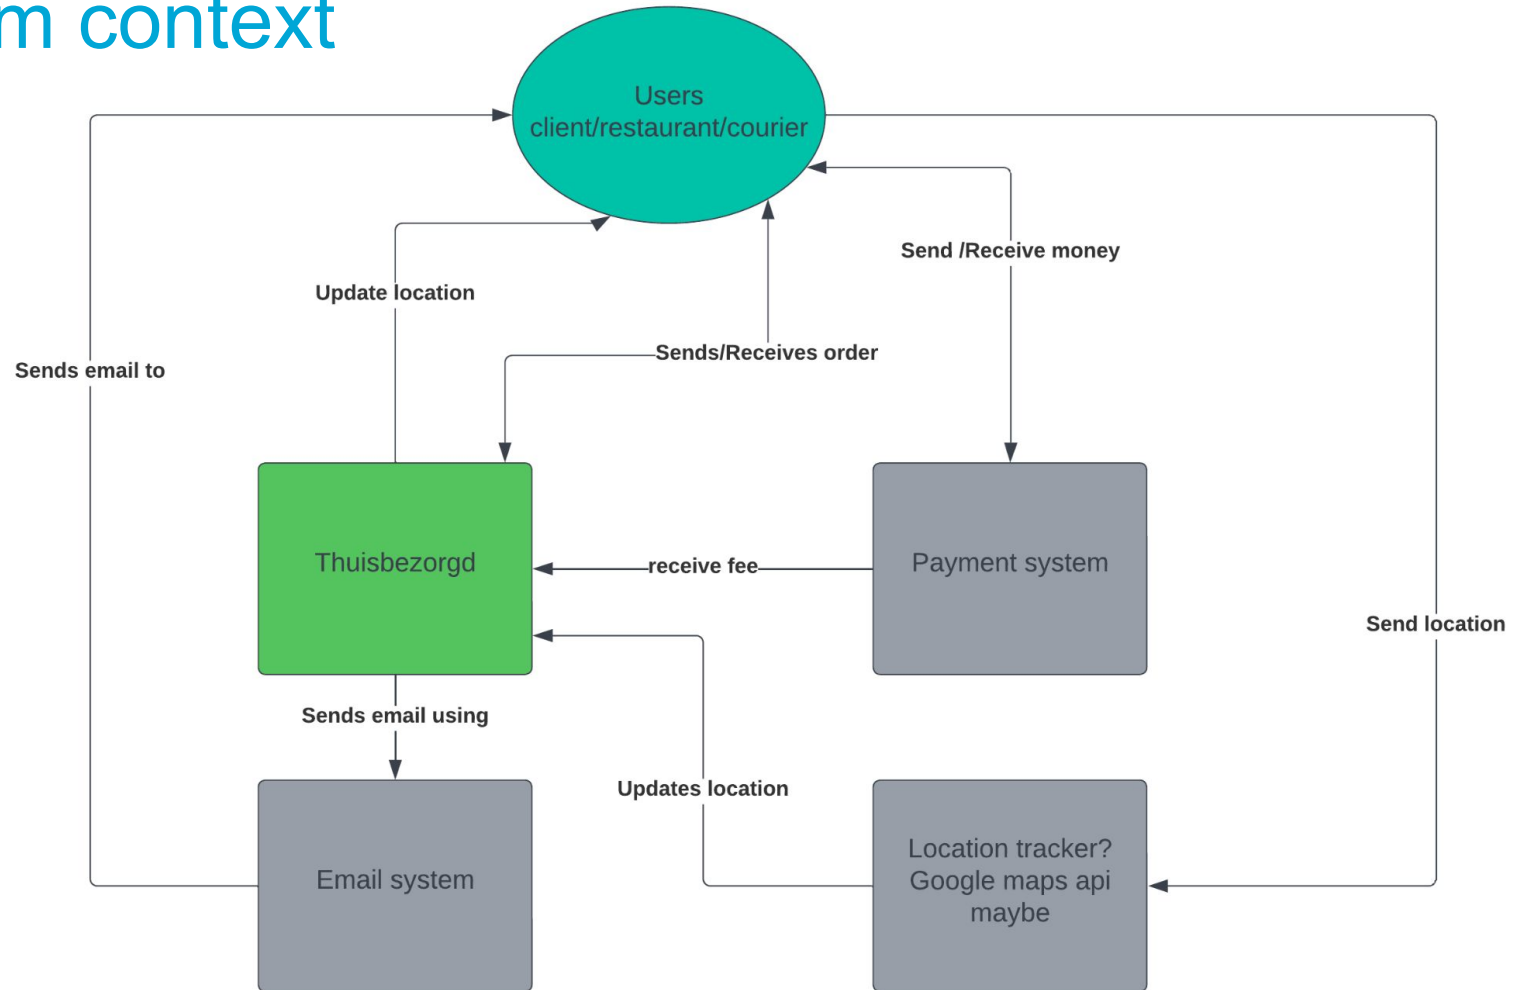 m context
Users
client/restaurant/courier
Send /Receive money
Update location
Sends/Receives order
Sends email to
Thuisbezorgd
receive fee
Payment system
Send location
Sends email using
Updates location
Email system
Location tracker?
Google maps api
maybe